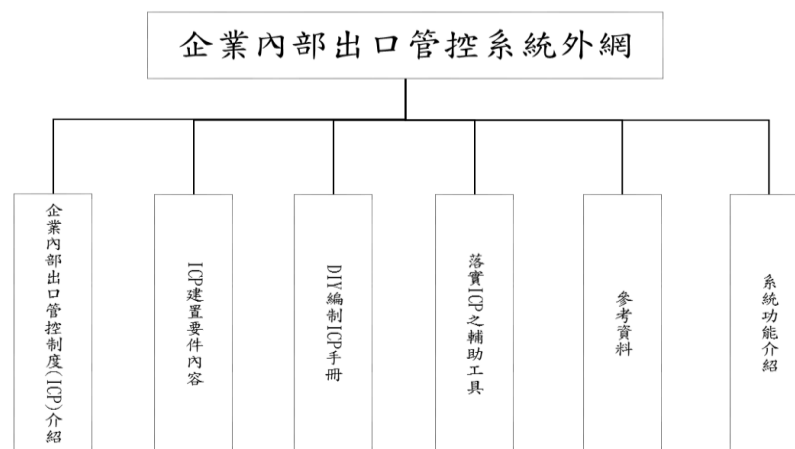 企業內部出口管控系統外網
企業內部出口管控制度(ICP)介紹
ICP建置要件內容
DIY編制ICP手冊
落實ICP之輔助工具
參考資料
系統功能介紹